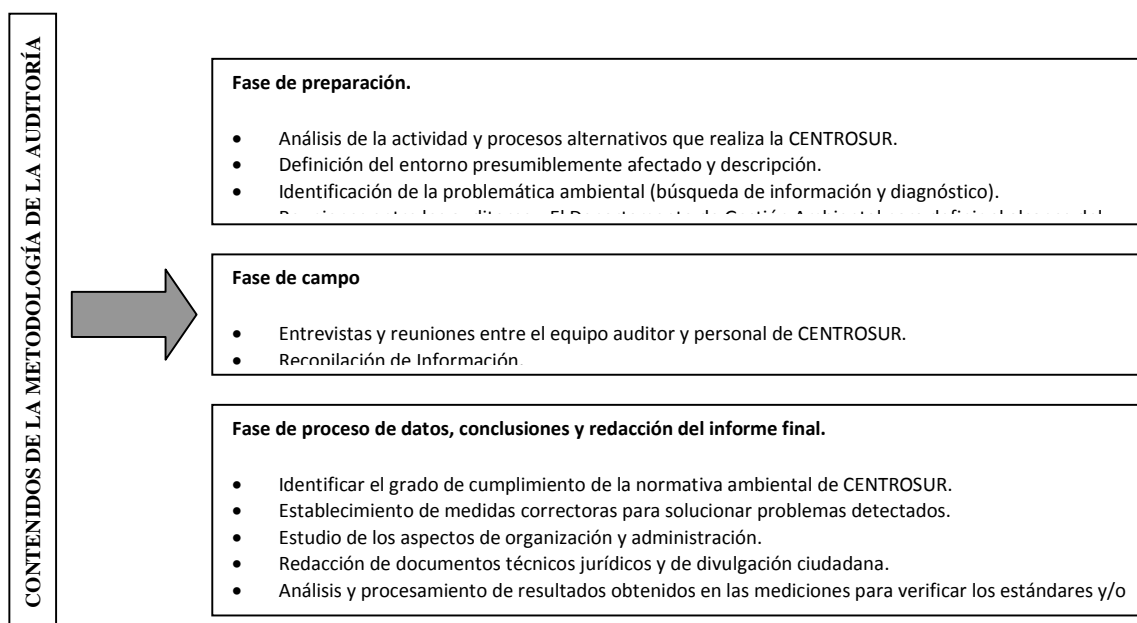 CONTENIDOS DE LA METODOLOGÍA DE LA AUDITORÍA
Fase de preparación.
• Análisis de la actividad y procesos alternativos que realiza la CENTROSUR.
• Definición del entorno presumiblemente afectado y descripción.
• Identificación de la problemática ambiental (búsqueda de información y diagnóstico).
Fase de campo
• Entrevistas y reuniones entre el equipo auditor y personal de CENTROSUR.
• Recopilación de Información.
Fase de proceso de datos, conclusiones y redacción del informe final.
• Identificar el grado de cumplimiento de la normativa ambiental de CENTROSUR.
• Establecimiento de medidas correctoras para solucionar problemas detectados.
• Estudio de los aspectos de organización y administración.
• Redacción de documentos técnicos jurídicos y de divulgación ciudadana.
• Análisis y procesamiento de resultados obtenidos en las mediciones para verificar los estándares y/o